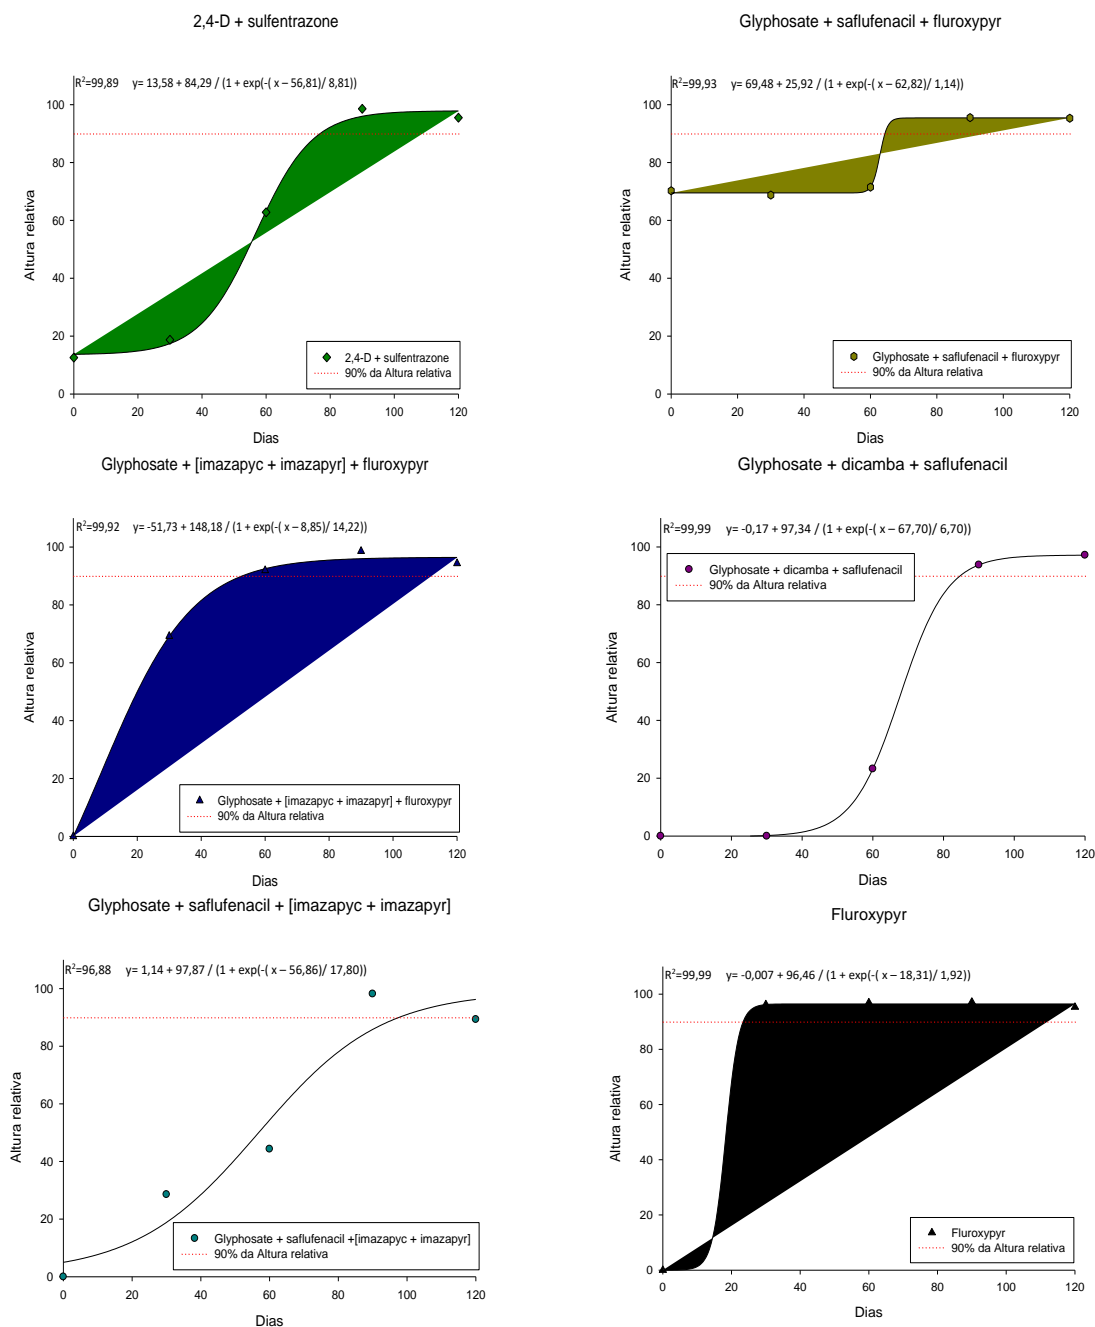 2,4-D + sulfentrazone
R²=99,89 y= 13,58 + 84,29 / (1 + exp(-( x – 56,81)/ 8,81))
100
80
60
40
20
0
Altura relativa
2,4-D + sulfentrazone
90% da Altura relativa
0 20 40 60 80 100 120
Dias
Glyphosate + saflufenacil + fluroxypyr
R²=99,93 y= 69,48 + 25,92 / (1 + exp(-( x – 62,82)/ 1,14))
100
80
60
40
20
0
Altura relativa
Glyphosate + saflufenacil + fluroxypyr
90% da Altura relativa
0 20 40 60 80 100 120
Dias
Glyphosate + [imazapyc + imazapyr] + fluroxypyr
R²=99,92 y= -51,73 + 148,18 / (1 + exp(-( x – 8,85)/ 14,22))
100
80
60
40
20
0
Altura relativa
Glyphosate + [imazapyc + imazapyr] + fluroxypyr
90% da Altura relativa
0 20 40 60 80 100 120
Dias
Glyphosate + dicamba + saflufenacil
R²=99,99 y= -0,17 + 97,34 / (1 + exp(-( x – 67,70)/ 6,70))
100
80
60
40
20
0
Altura relativa
Glyphosate + dicamba + saflufenacil
90% da Altura relativa
0 20 40 60 80 100 120
Dias
Glyphosate + saflufenacil + [imazapyc + imazapyr]
R²=96,88 y= 1,14 + 97,87 / (1 + exp(-( x – 56,86)/ 17,80))
100
80
60
40
20
0
Altura relativa
Glyphosate + saflufenacil +[imazapyc + imazapyr]
90% da Altura relativa
0 20 40 60 80 100 120
Dias
Fluroxypyr
R²=99,99 y= -0,007 + 96,46 / (1 + exp(-( x – 18,31)/ 1,92))
100
80
60
40
20
0
Altura relativa
Fluroxypyr
90% da Altura relativa
0 20 40 60 80 100 120
Dias